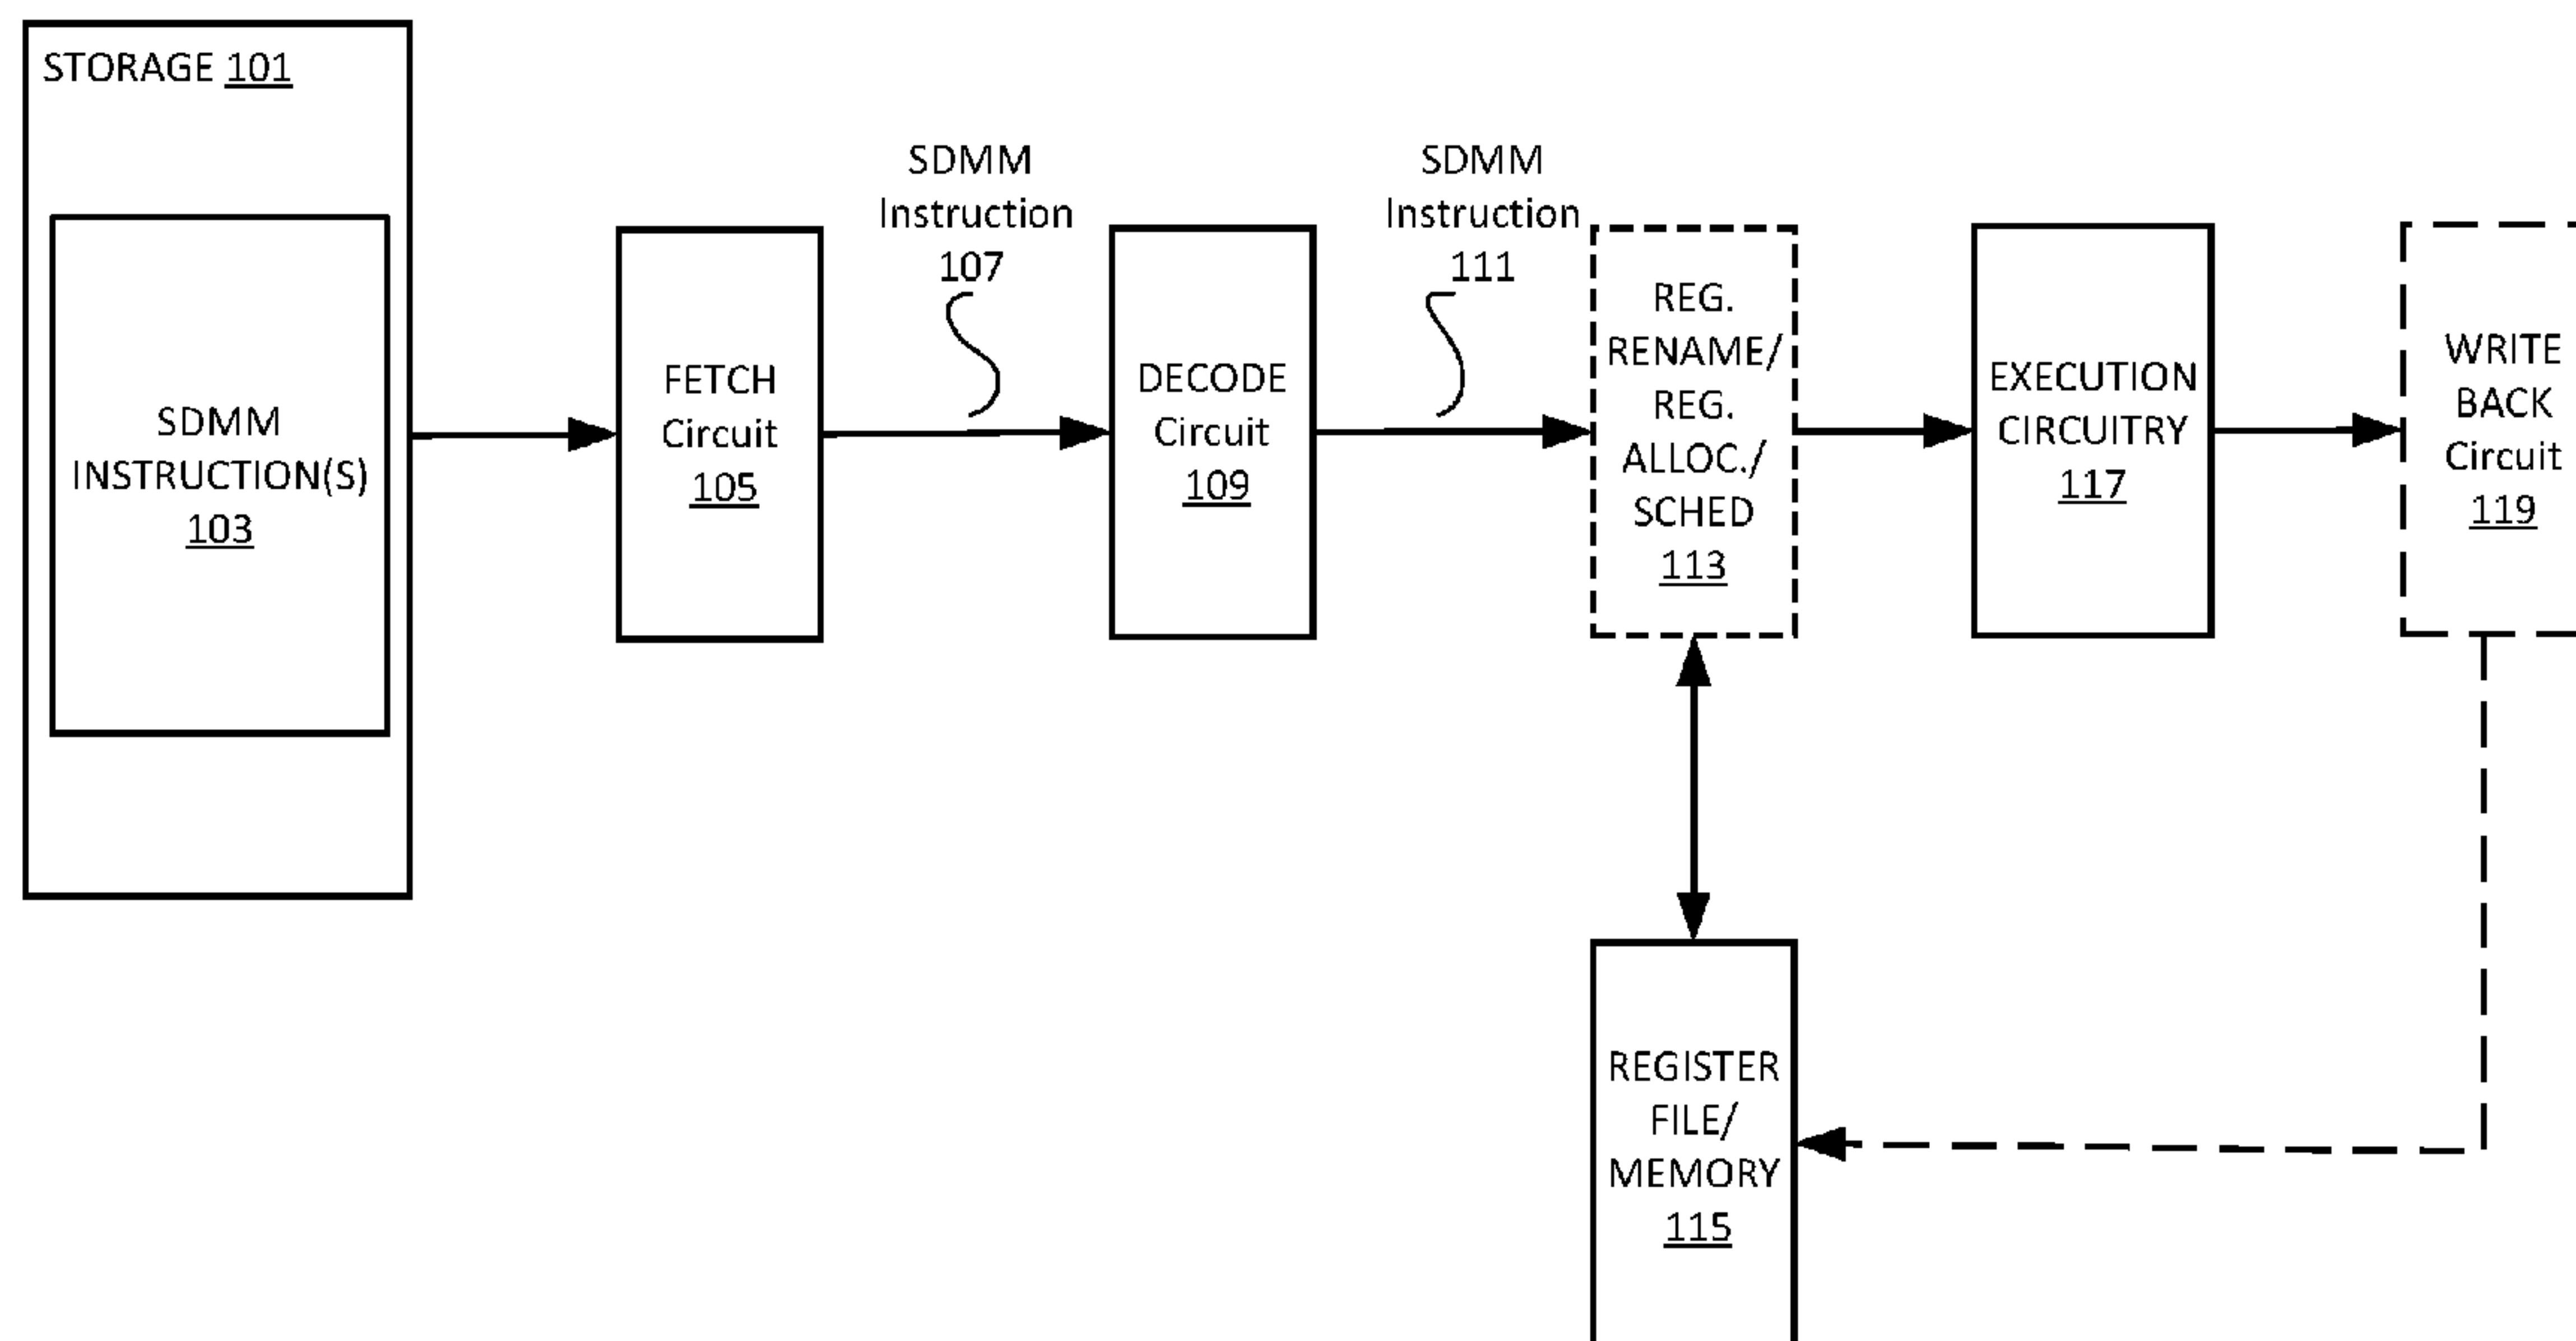 STORAGE 101
SDMM
INSTRUCTION(S)
103
FETCH
Circuit
105
SDMM
Instruction
107
DECODE
Circuit
109
SDMM
Instruction
111
REG.
RENAME/
REG.
ALLOC./
SCHED
113
EXECUTION
CIRCUITRY
117
WRITE
BACK
Circuit
119
REGISTER
FILE/
MEMORY
115